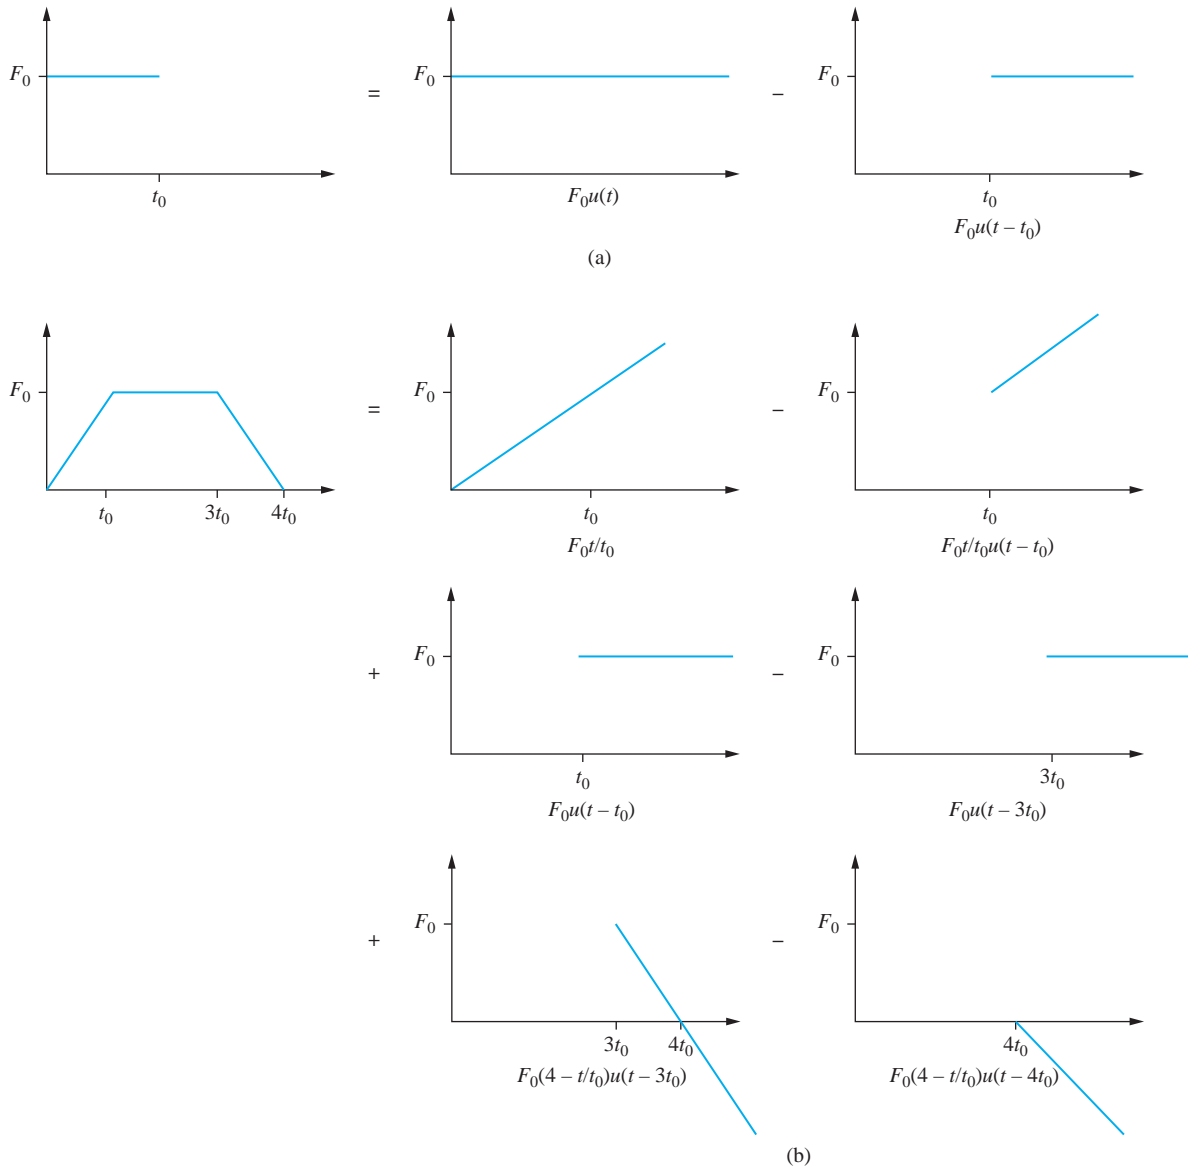 F₀ = F₀ − F₀
t₀ F₀u(t) t₀
F₀u(t – t₀)
(a)
F₀ = F₀ − F₀
t₀ 3t₀ 4t₀ t₀ t₀
F₀t/t₀ F₀t/t₀u(t – t₀)
+ F₀ − F₀
t₀ 3t₀
F₀u(t – t₀) F₀u(t – 3t₀)
+ F₀ − F₀
3t₀ 4t₀ 4t₀
F₀(4 – t/t₀)u(t – 3t₀) F₀(4 – t/t₀)u(t – 4t₀)
(b)